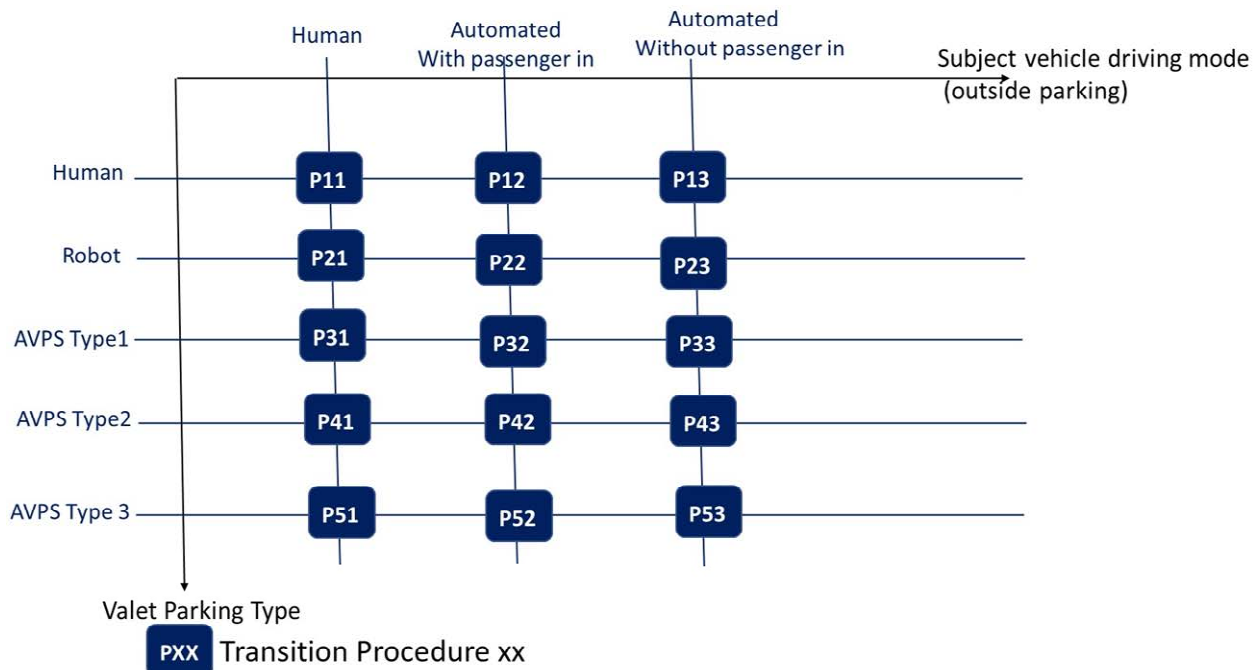 Human
Automated
With passenger in
Automated
Without passenger in
Subject vehicle driving mode
(outside parking)
Human
P11
P12
P13
Robot
P21
P22
P23
AVPS Type1
P31
P32
P33
AVPS Type2
P41
P42
P43
AVPS Type 3
P51
P52
P53
Valet Parking Type
PXX
Transition Procedure xx